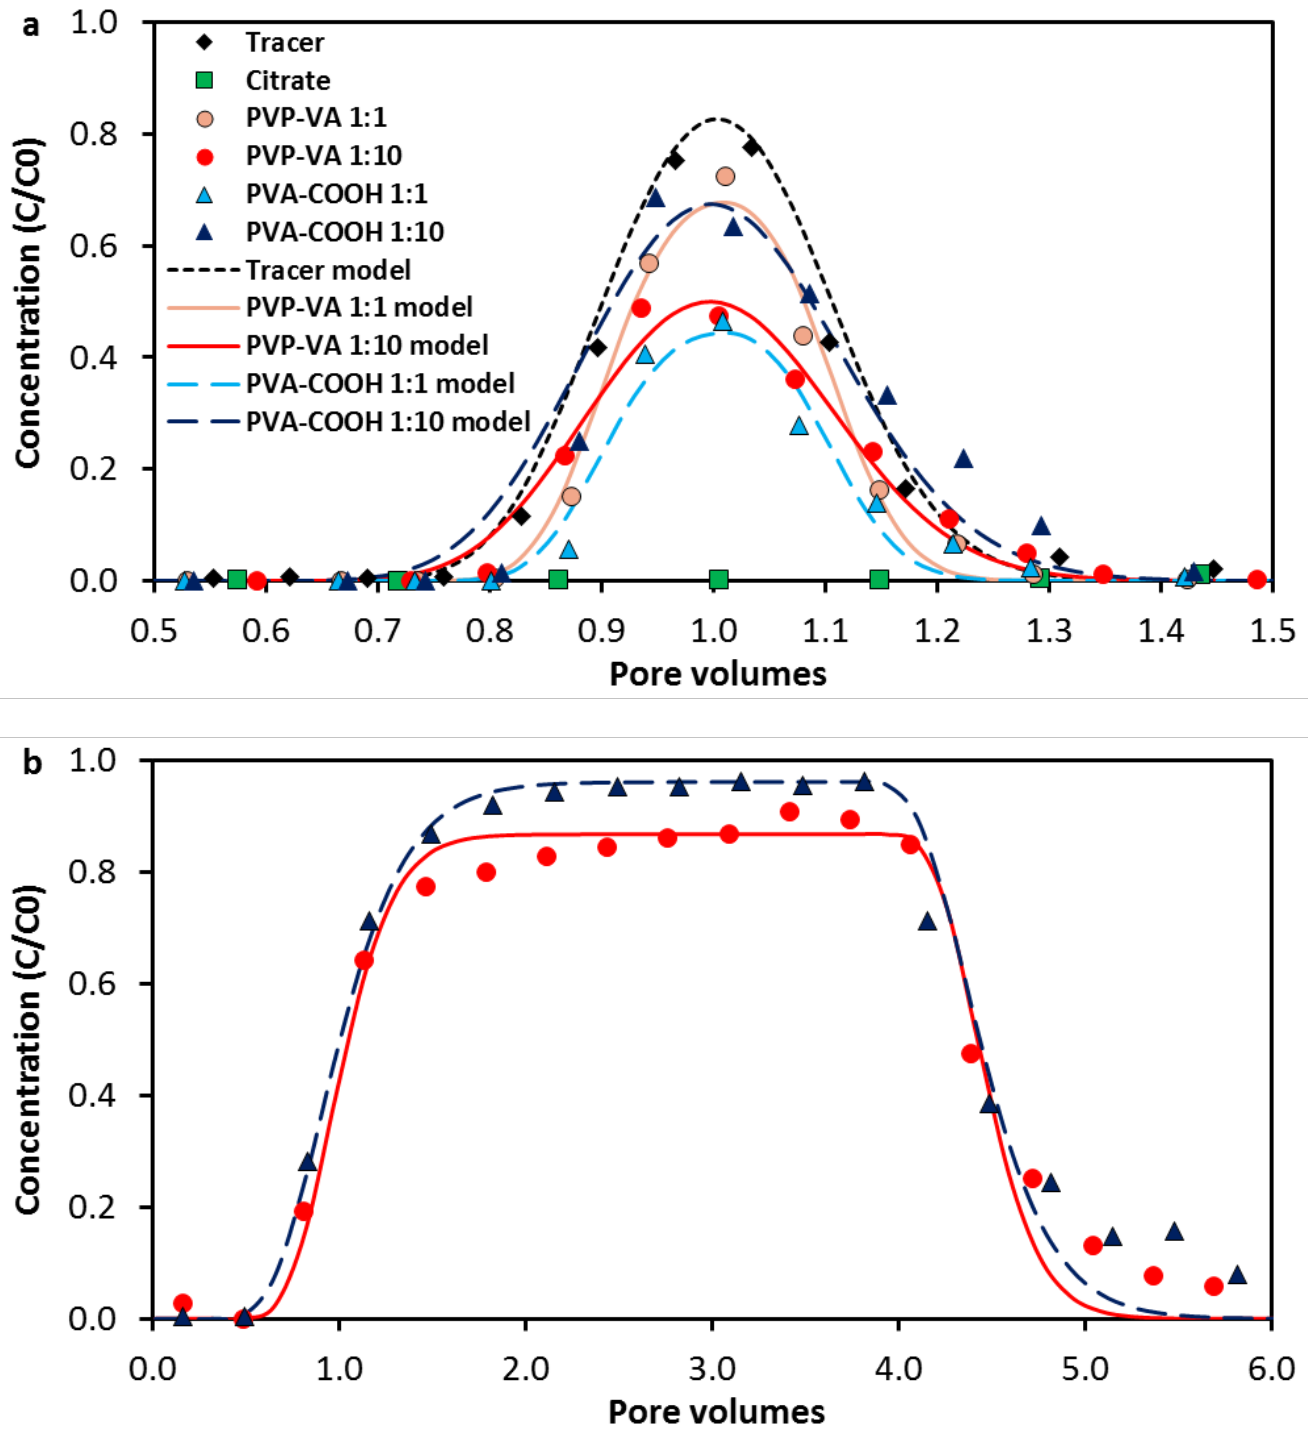 a
1.0
0.8
0.6
0.4
0.2
0.0
Concentration (C/C0)
Tracer
Citrate
PVP-VA 1:1
PVP-VA 1:10
PVA-COOH 1:1
PVA-COOH 1:10
Tracer model
PVP-VA 1:1 model
PVP-VA 1:10 model
PVA-COOH 1:1 model
PVA-COOH 1:10 model
0.5 0.6 0.7 0.8 0.9 1.0 1.1 1.2 1.3 1.4 1.5
Pore volumes
b
1.0
0.8
0.6
0.4
0.2
0.0
Concentration (C/C0)
0.0 1.0 2.0 3.0 4.0 5.0 6.0
Pore volumes